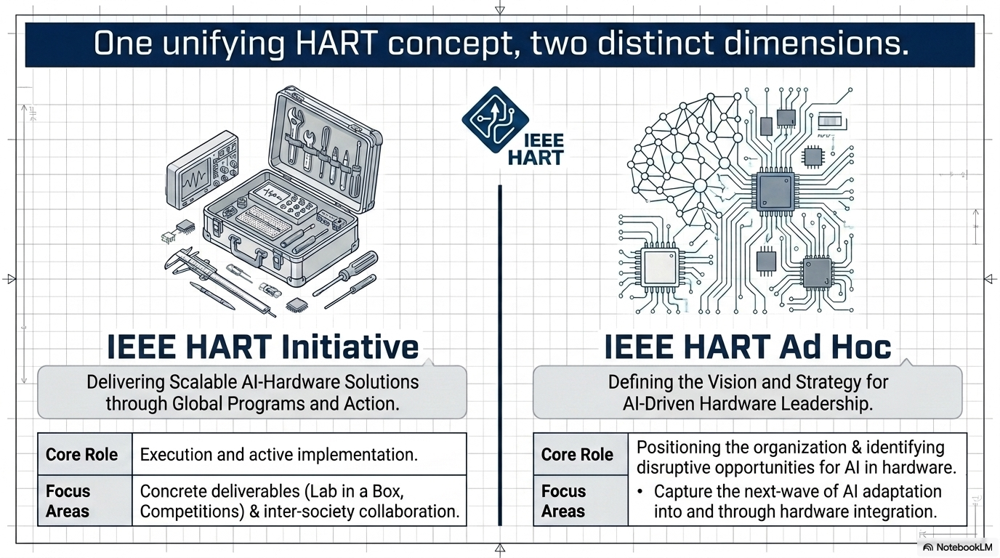 One unifying HART concept, two distinct dimensions.
IEEE
HART
IEEE HART Initiative
Delivering Scalable AI-Hardware Solutions
through Global Programs and Action.
Core Role
Execution and active implementation.
Focus
Areas
Concrete deliverables (Lab in a Box,
Competitions) & inter-society collaboration.
IEEE HART Ad Hoc
Defining the Vision and Strategy for
AI-Driven Hardware Leadership.
Core Role
Positioning the organization & identifying
disruptive opportunities for AI in hardware.
Focus
Areas
• Capture the next-wave of AI adaptation
into and through hardware integration.
NotebookLM